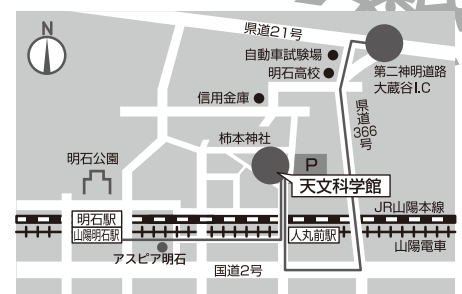 N
県道21号
自動車試験場
明石高校
第二神明道路
大蔵谷I.C
信用金庫
県道
366
号
柿本神社
明石公園
P
天文科学館
JR山陽本線
明石駅
山陽明石駅
人丸前駅
山陽電車
アスピア明石
国道2号